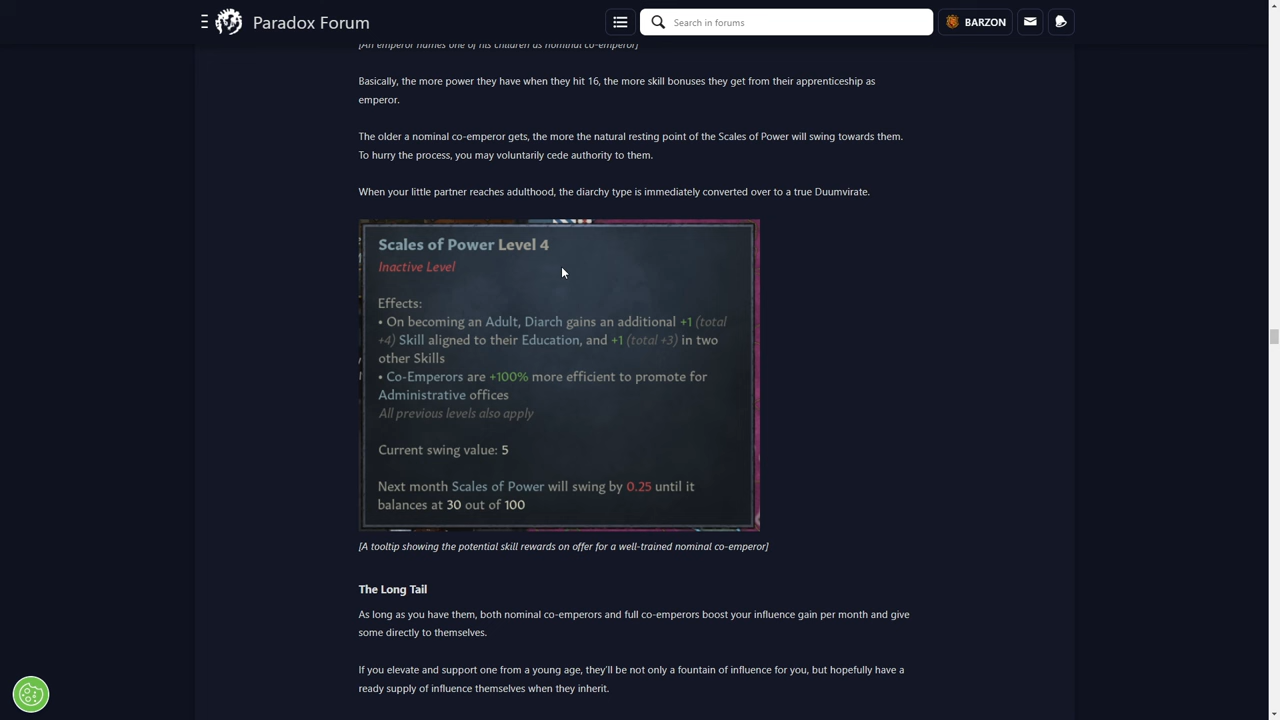 Paradox Forum
Search in forums
BARZON
[An emperor names one of his children as nominal co-emperor]
Basically, the more power they have when they hit 16, the more skill bonuses they get from their apprenticeship as
emperor.
The older a nominal co-emperor gets, the more the natural resting point of the Scales of Power will swing towards them.
To hurry the process, you may voluntarily cede authority to them.
When your little partner reaches adulthood, the diarchy type is immediately converted over to a true Duumvirate.
Scales of Power Level 4
Inactive Level
Effects:
• On becoming an Adult, Diarch gains an additional +1 (total
+4) Skill aligned to their Education, and +1 (total +3) in two
other Skills
• Co-Emperors are +100% more efficient to promote for
Administrative offices
All previous levels also apply
Current swing value: 5
Next month Scales of Power will swing by 0.25 until it
balances at 30 out of 100
[A tooltip showing the potential skill rewards on offer for a well-trained nominal co-emperor]
The Long Tail
As long as you have them, both nominal co-emperors and full co-emperors boost your influence gain per month and give
some directly to themselves.
If you elevate and support one from a young age, they'll be not only a fountain of influence for you, but hopefully have a
ready supply of influence themselves when they inherit.